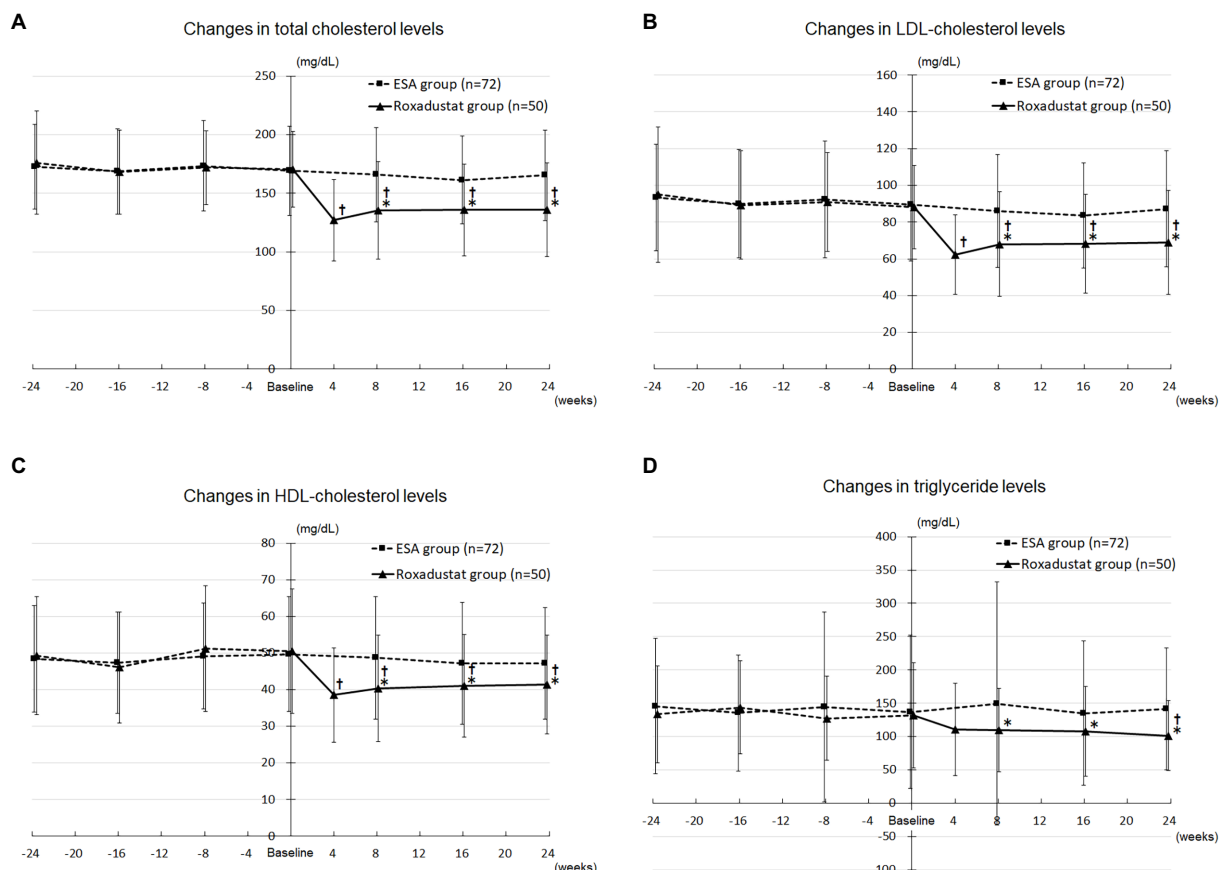 A
Changes in total cholesterol levels
(mg/dL)
250
200
150
100
50
0
ESA group (n=72)
Roxadustat group (n=50)
†
†
*
†
*
†
*
-24 -20 -16 -12 -8 -4 Baseline 4 8 12 16 20 24
(weeks)
B
Changes in LDL-cholesterol levels
(mg/dL)
160
140
120
100
80
60
40
20
0
ESA group (n=72)
Roxadustat group (n=50)
†
†
*
†
*
†
*
-24 -20 -16 -12 -8 -4 Baseline 4 8 12 16 20 24
(weeks)
C
Changes in HDL-cholesterol levels
(mg/dL)
80
70
60
50
40
30
20
10
0
ESA group (n=72)
Roxadustat group (n=50)
†
†
*
†
*
†
*
-24 -20 -16 -12 -8 -4 Baseline 4 8 12 16 20 24
(weeks)
D
Changes in triglyceride levels
(mg/dL)
400
350
300
250
200
150
100
50
0
-50
100
ESA group (n=72)
Roxadustat group (n=50)
*
*
†
*
-24 -20 -16 -12 -8 -4 Baseline 4 8 12 16 20 24
(weeks)